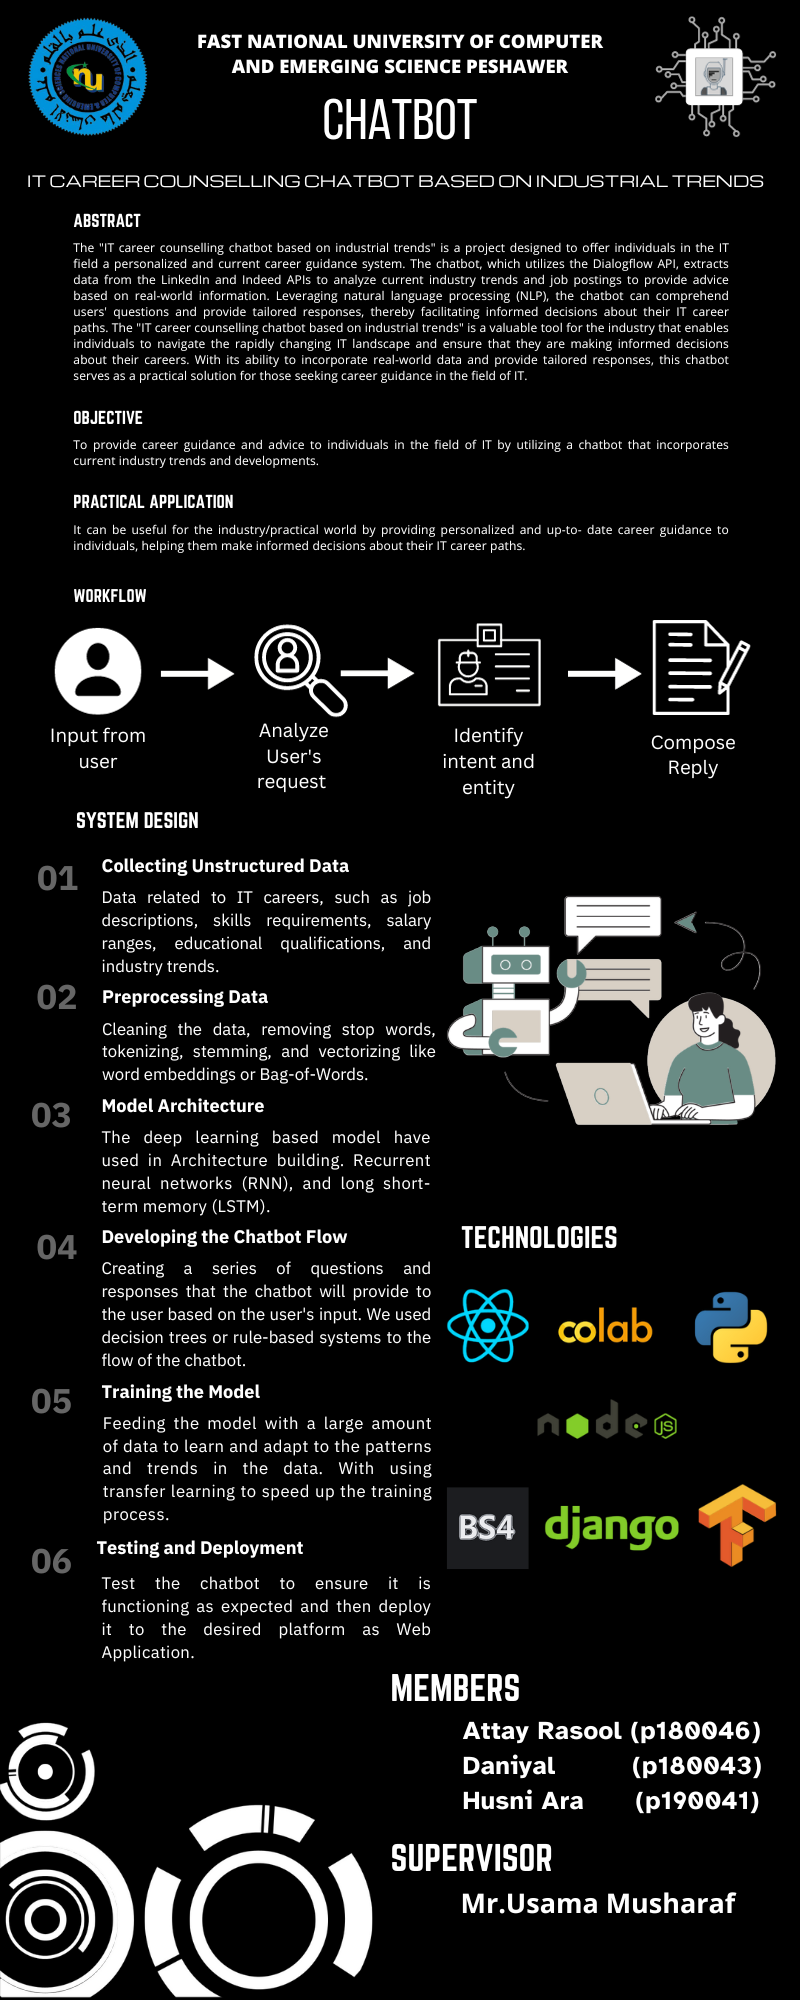 FAST NATIONAL UNIVERSITY OF COMPUTER
AND EMERGING SCIENCE PESHAWER
CHATBOT
IT CAREER COUNSELLING CHATBOT BASED ON INDUSTRIAL TRENDS
ABSTRACT
The "IT career counselling chatbot based on industrial trends" is a project designed to offer individuals in the IT
field a personalized and current career guidance system. The chatbot, which utilizes the Dialogflow API, extracts
data from the LinkedIn and Indeed APIs to analyze current industry trends and job postings to provide advice
based on real-world information. Leveraging natural language processing (NLP), the chatbot can comprehend
users' questions and provide tailored responses, thereby facilitating informed decisions about their IT career
paths. The "IT career counselling chatbot based on industrial trends" is a valuable tool for the industry that enables
individuals to navigate the rapidly changing IT landscape and ensure that they are making informed decisions
about their careers. With its ability to incorporate real-world data and provide tailored responses, this chatbot
serves as a practical solution for those seeking career guidance in the field of IT.
OBJECTIVE
To provide career guidance and advice to individuals in the field of IT by utilizing a chatbot that incorporates
current industry trends and developments.
PRACTICAL APPLICATION
It can be useful for the industry/practical world by providing personalized and up-to- date career guidance to
individuals, helping them make informed decisions about their IT career paths.
WORKFLOW
Input from
user
Analyze
User's
request
Identify
intent and
entity
Compose
Reply
SYSTEM DESIGN
01
Collecting Unstructured Data
Data related to IT careers, such as job
descriptions, skills requirements, salary
ranges, educational qualifications, and
industry trends.
02
Preprocessing Data
Cleaning the data, removing stop words,
tokenizing, stemming, and vectorizing like
word embeddings or Bag-of-Words.
03
Model Architecture
The deep learning based model have
used in Architecture building. Recurrent
neural networks (RNN), and long short-
term memory (LSTM).
04
Developing the Chatbot Flow
Creating a series of questions and
responses that the chatbot will provide to
the user based on the user's input. We used
decision trees or rule-based systems to the
flow of the chatbot.
05
Training the Model
Feeding the model with a large amount
of data to learn and adapt to the patterns
and trends in the data. With using
transfer learning to speed up the training
process.
06
Testing and Deployment
Test the chatbot to ensure it is
functioning as expected and then deploy
it to the desired platform as Web
Application.
TECHNOLOGIES
colab
node JS
BS4
django
MEMBERS
Attay Rasool (p180046)
Daniyal (p180043)
Husni Ara (p190041)
SUPERVISOR
Mr.Usama Musharaf